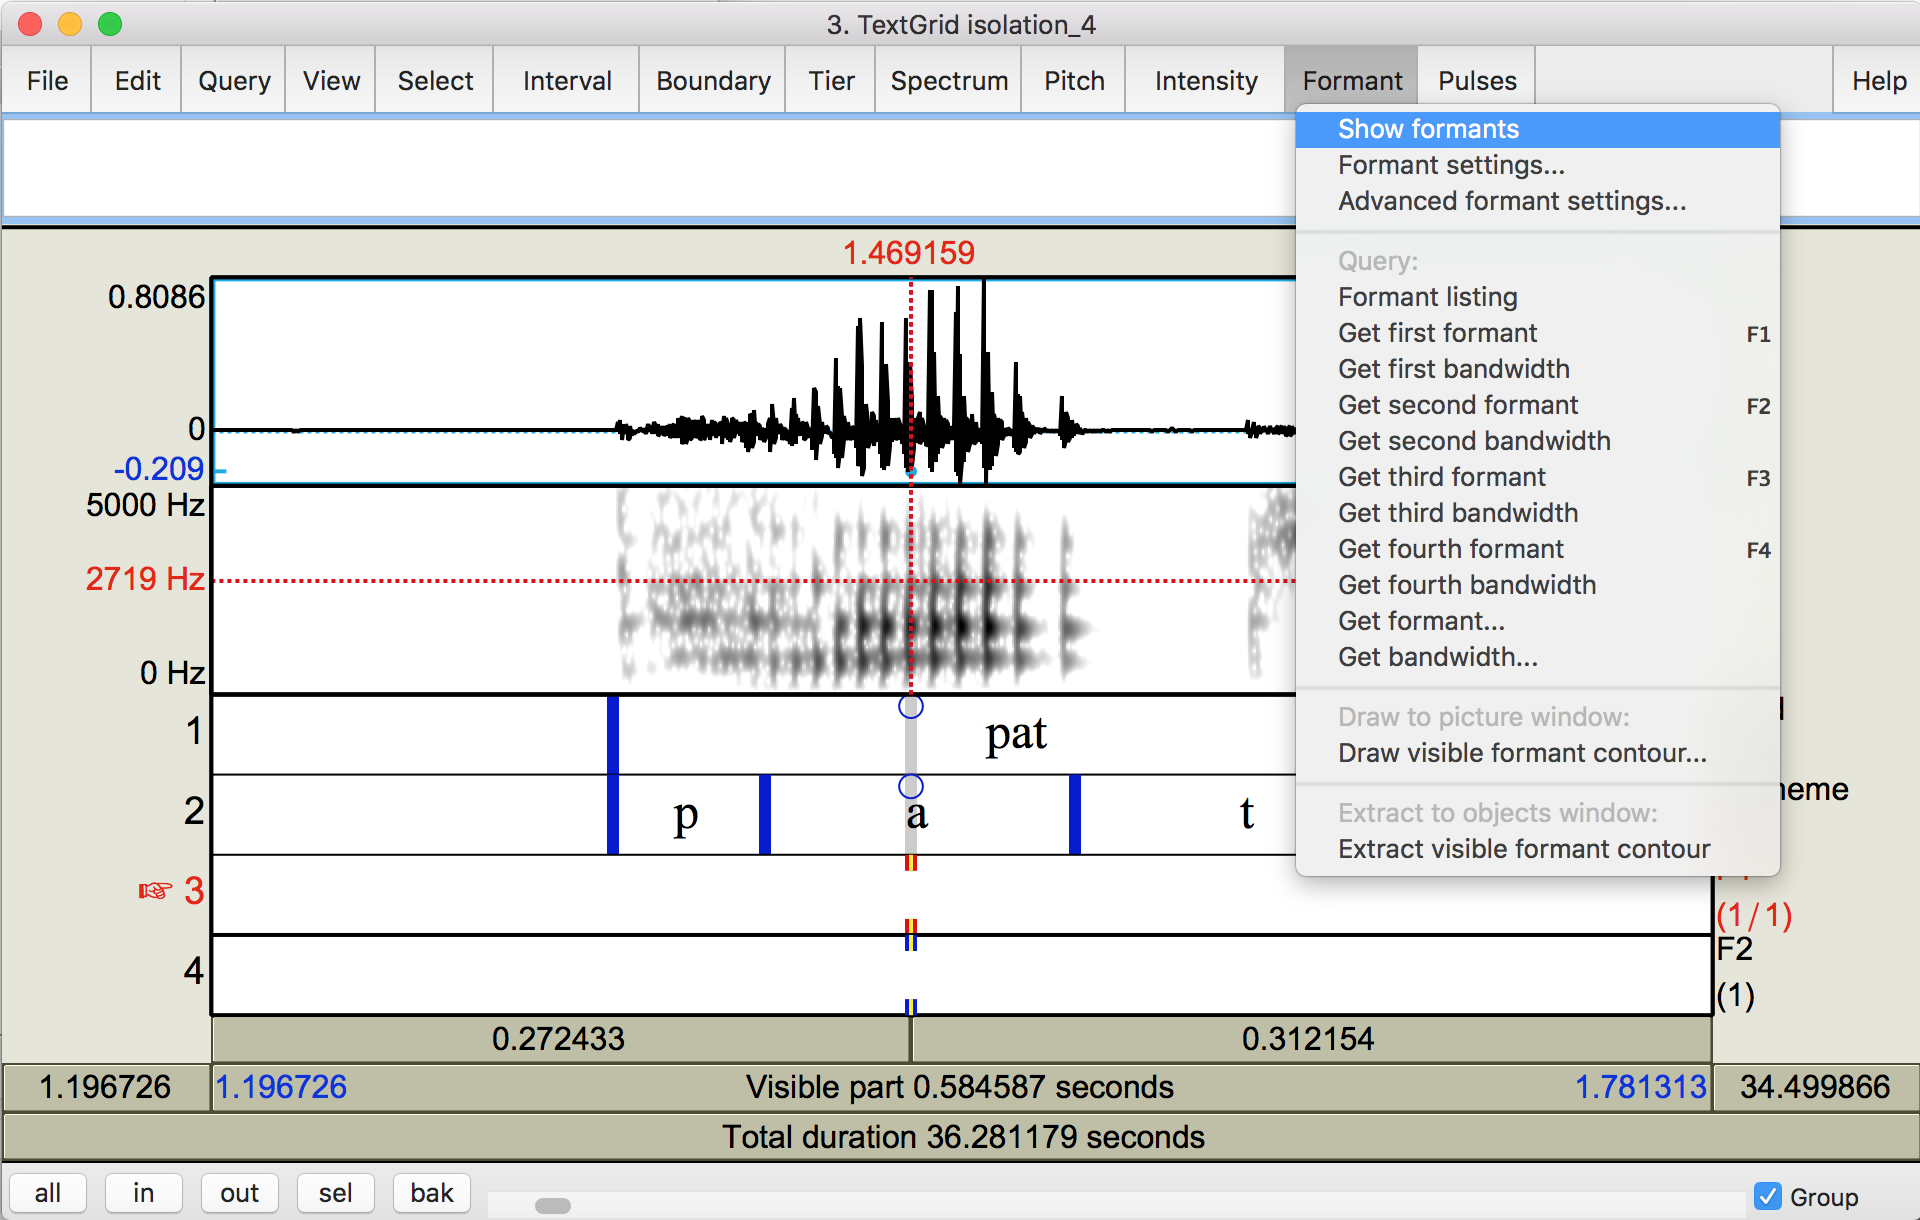 3. TextGrid isolation_4
File Edit Query View Select Interval Boundary Tier Spectrum Pitch Intensity Formant Pulses Help
Show formants
Formant settings...
Advanced formant settings...
Query:
Formant listing
Get first formant F1
Get first bandwidth
Get second formant F2
Get second bandwidth
Get third formant F3
Get third bandwidth
Get fourth formant F4
Get fourth bandwidth
Get formant...
Get bandwidth...
Draw to picture window:
Draw visible formant contour...
Extract to objects window:
Extract visible formant contour
1.469159
0.8086
0
-0.209
5000 Hz
2719 Hz
0 Hz
1 pat
2 p a t
☞ 3
(1/1)
4 F2
(1)
0.272433 0.312154
1.196726 1.196726 Visible part 0.584587 seconds 1.781313 34.499866
Total duration 36.281179 seconds
all in out sel bak Group